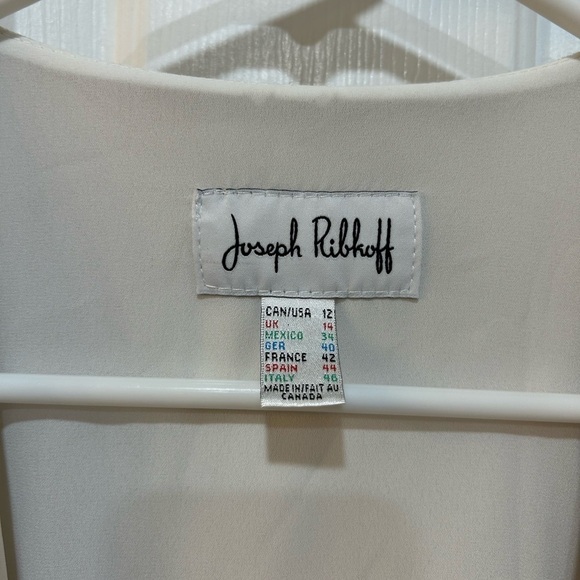 Joseph Ribkoff
CAN/USA 12
UK 14
MEXICO 34
GER 40
FRANCE 42
SPAIN 44
ITALY 46
MADE IN/FAIT AU
CANADA